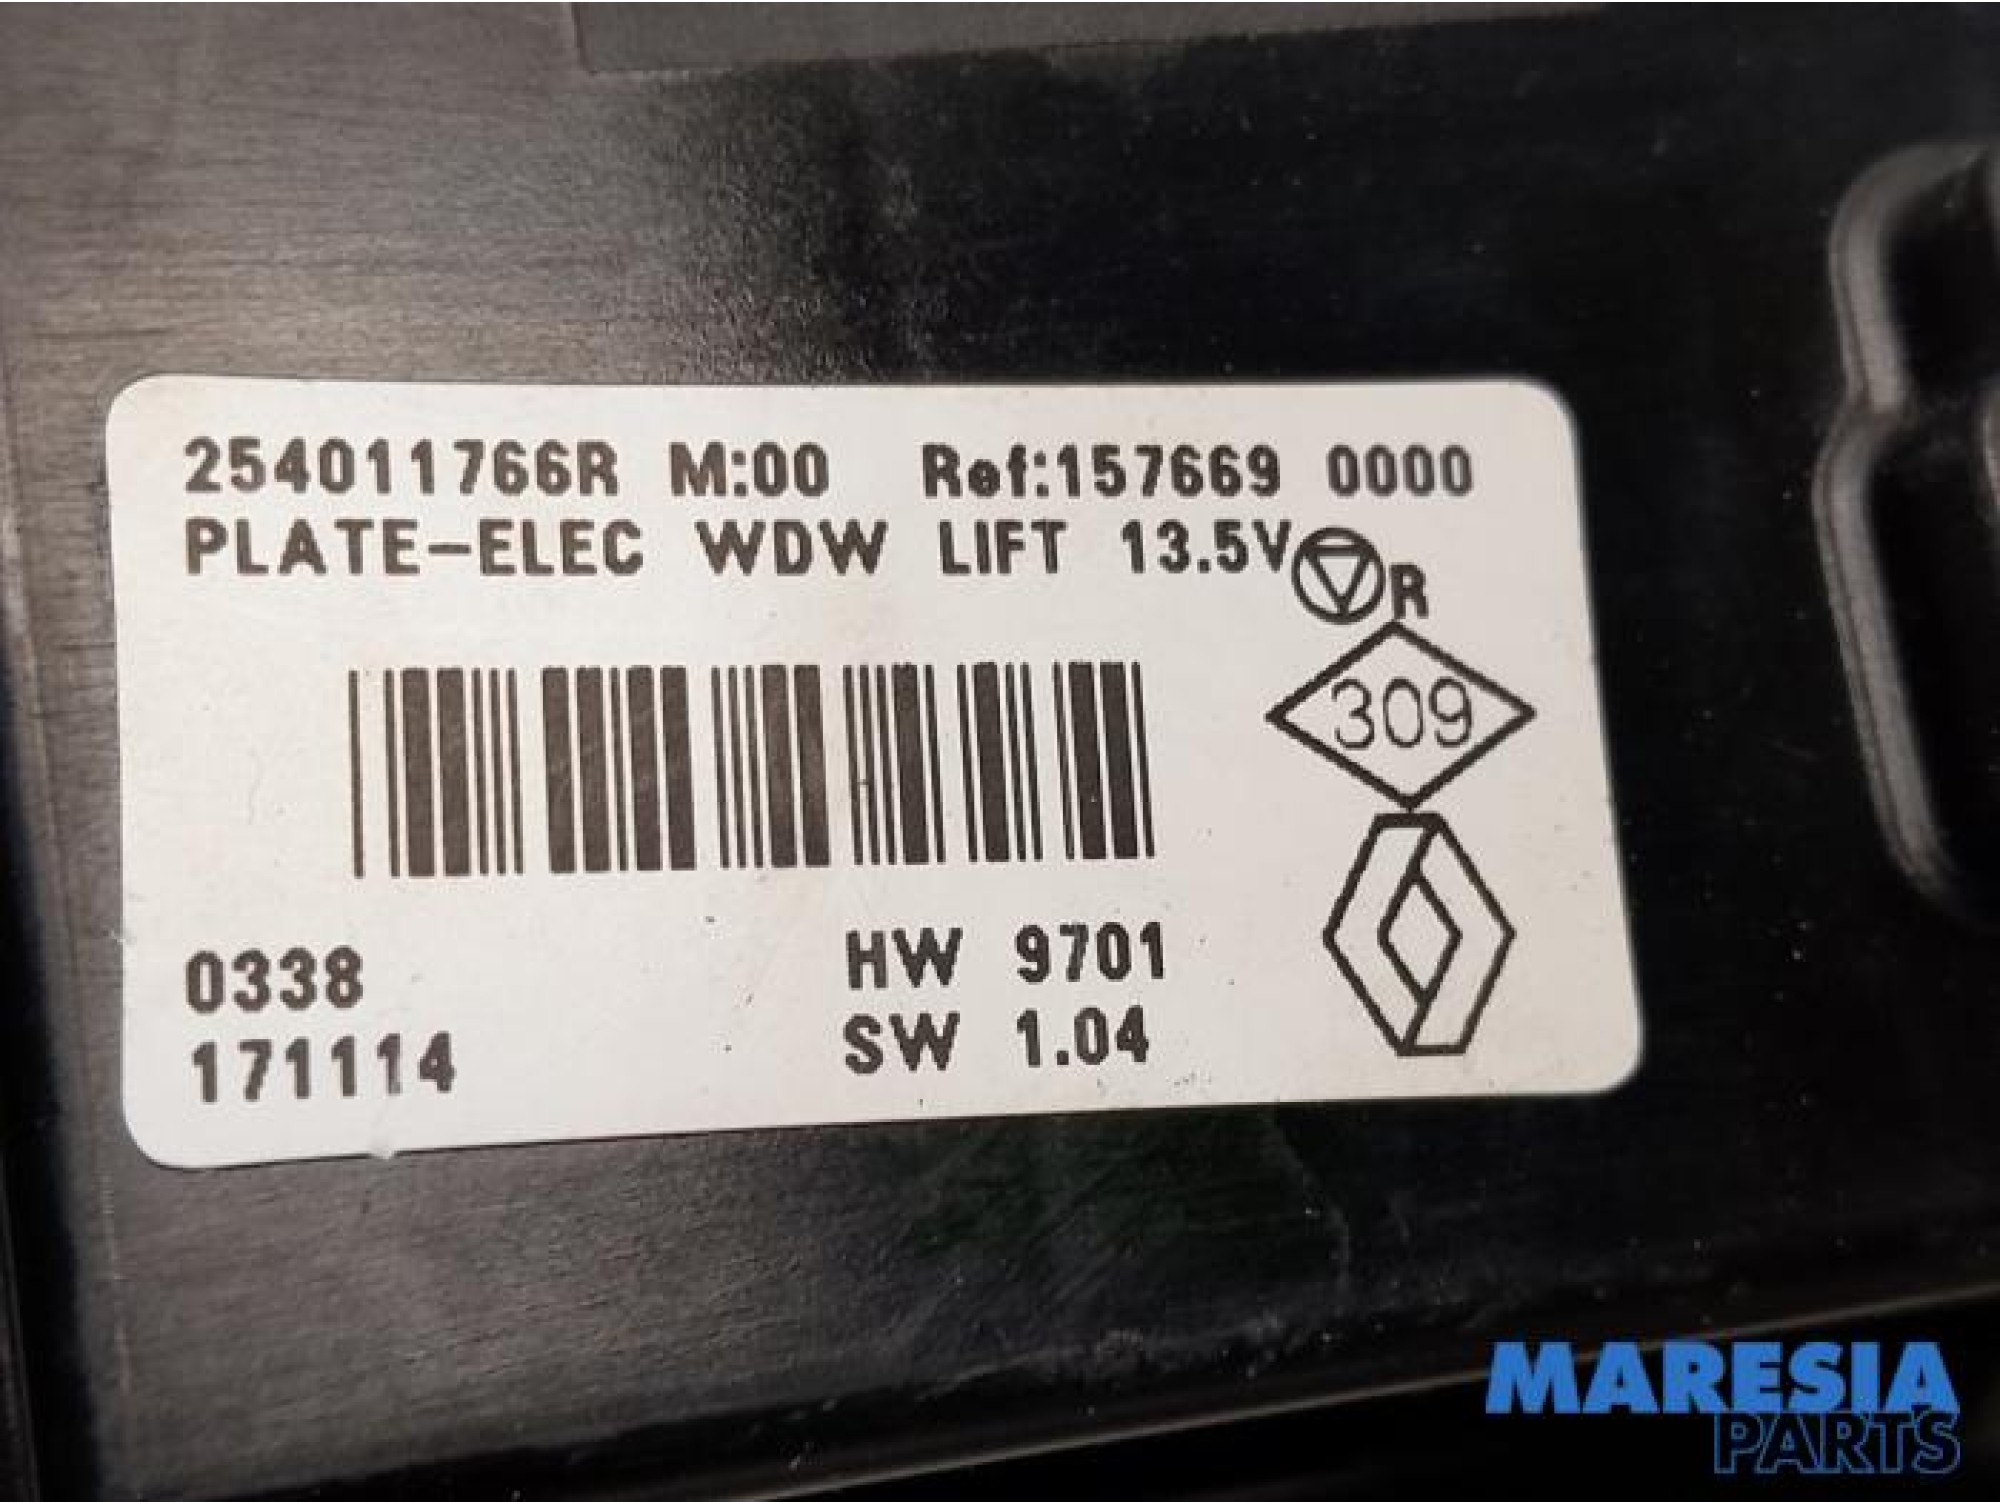 254011766R M:00 Ref:157669 0000
PLATE-ELEC WDW LIFT 13.5V
R
309
0338
171114
HW 9701
SW 1.04
MARESIA
PARTS